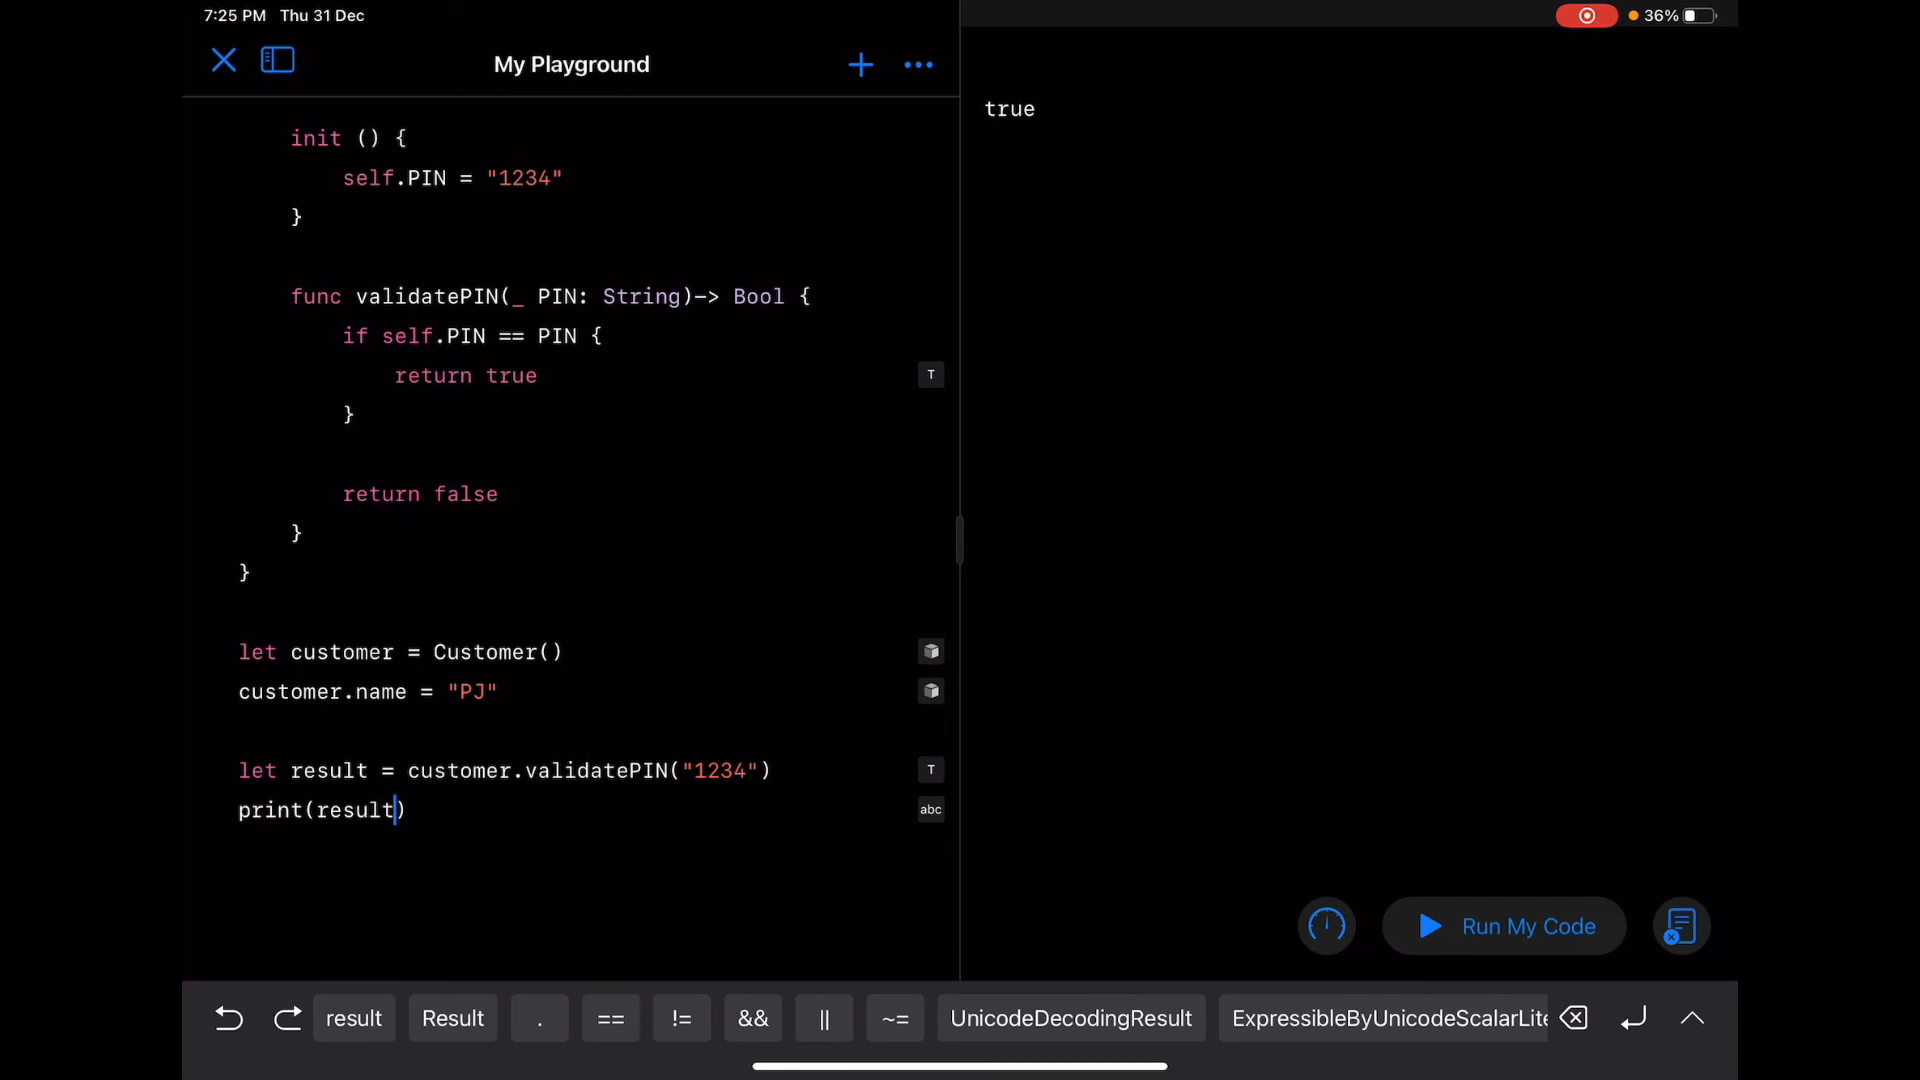 7:25 PM Thu 31 Dec
36%
My Playground
init () {
self.PIN = "1234"
}
func validatePIN(_ PIN: String)-> Bool {
if self.PIN == PIN {
return true
T
}
return false
}
}
let customer = Customer()
customer.name = "PJ"
let result = customer.validatePIN("1234")
T
print(result)
abc
true
Run My Code
result Result . == != && || ~= UnicodeDecodingResult ExpressibleByUnicodeScalarLite